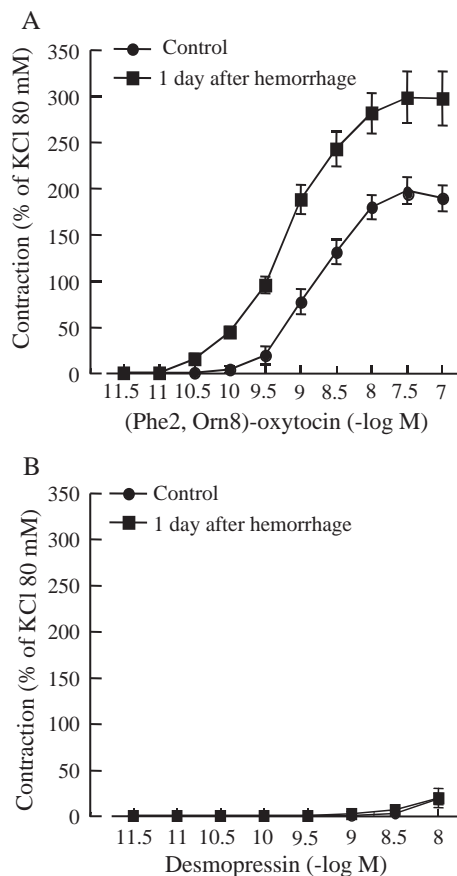 A
Control
1 day after hemorrhage
350
300
250
200
150
100
50
0
Contraction (% of KCl 80 mM)
11.5 11 10.5 10 9.5 9 8.5 8 7.5 7
(Phe2, Orn8)-oxytocin (-log M)
B
Control
1 day after hemorrhage
350
300
250
200
150
100
50
0
Contraction (% of KCl 80 mM)
11.5 11 10.5 10 9.5 9 8.5 8
Desmopressin (-log M)